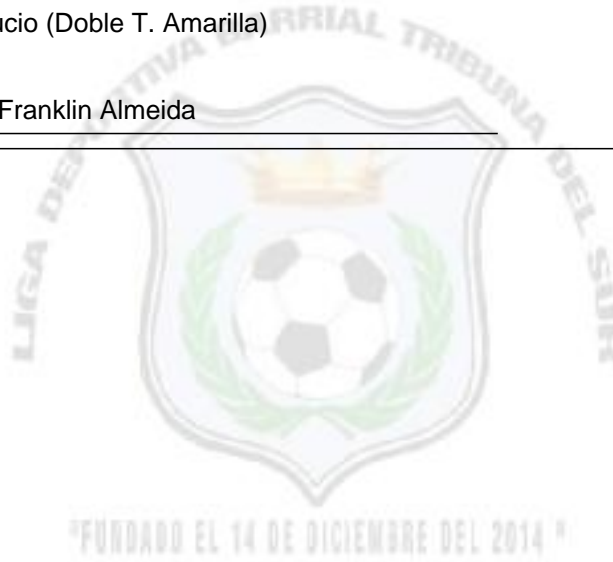 ucio (Doble T. Amarilla)
LIGA DEPORTIVA BARRIAL TRIBUNA DEL SUR
Franklin Almeida
"FUNDADO EL 14 DE DICIEMBRE DEL 2014 "